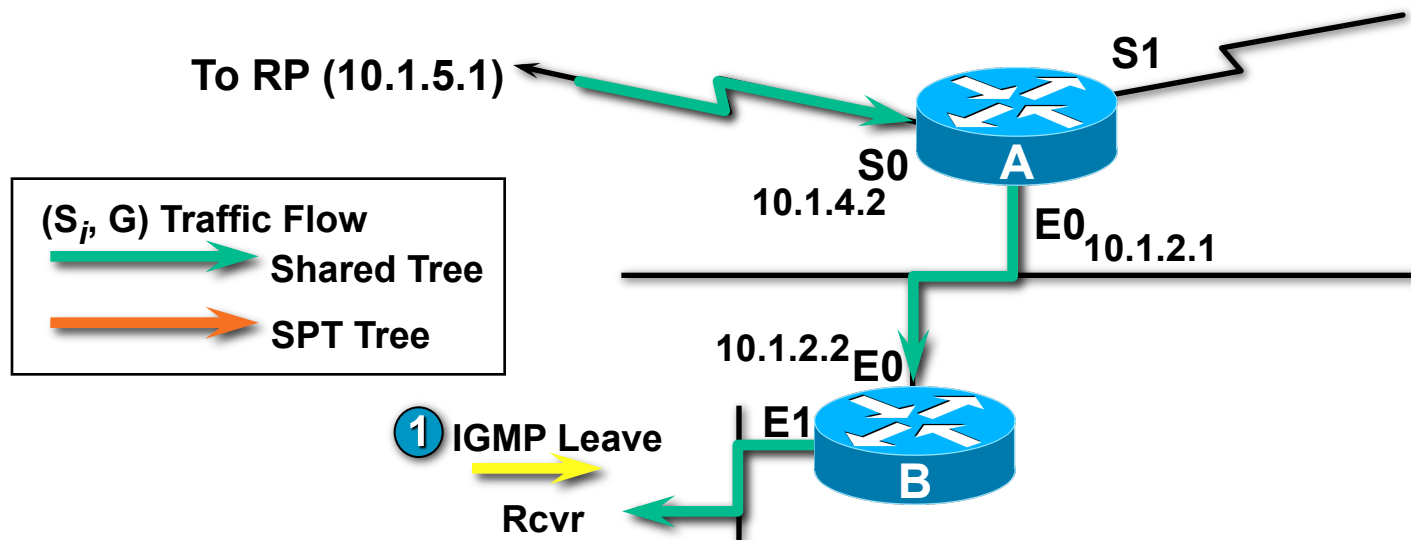 To RP (10.1.5.1)
S1
A
S0
10.1.4.2
E0
10.1.2.1
(Si, G) Traffic Flow
Shared Tree
SPT Tree
10.1.2.2
E0
E1
B
1 IGMP Leave
Rcvr